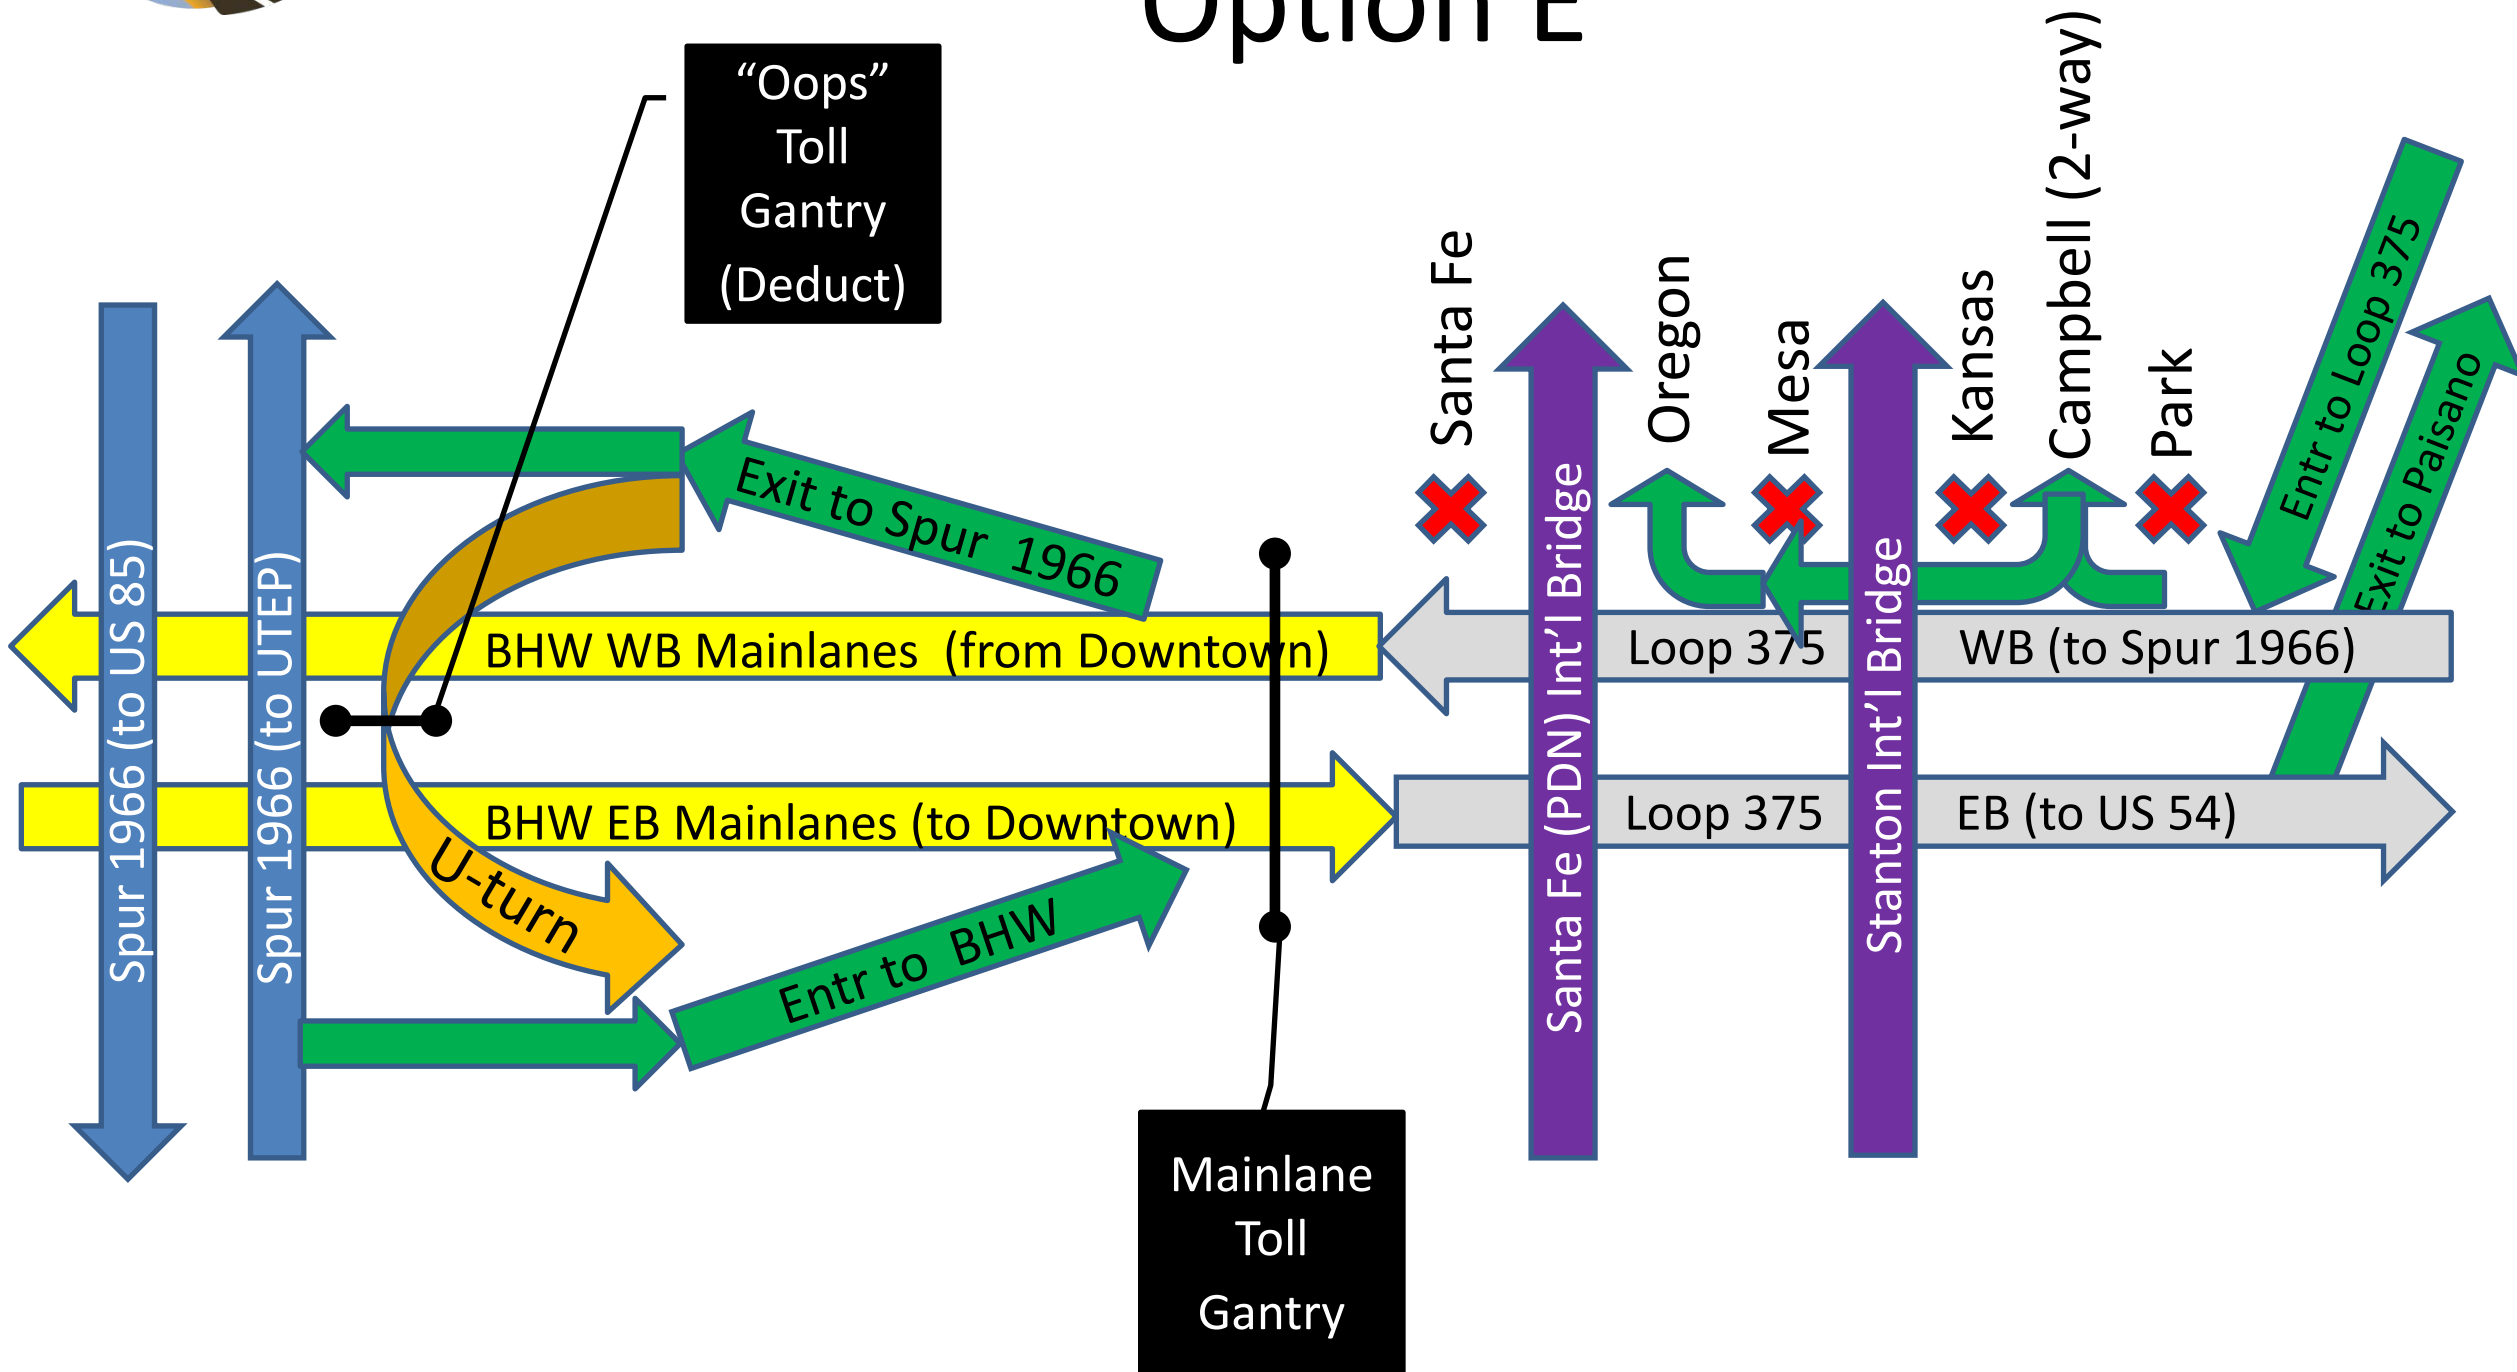 Option E
“Oops”
Toll
Gantry
(Deduct)
Santa Fe
Oregon
Mesa
Kansas
Campbell (2-way)
Park
Entr to Loop 375
Exit to Paisano
Exit to Spur 1966
Spur 1966 (to US 85)
Spur 1966 (to UTEP)
BHW WB Mainlanes (from Downtown)
Loop 375 WB (to Spur 1966)
Santa Fe (PDN) Int’l Bridge
Stanton Int’l Bridge
BHW EB Mainlanes (to Downtown)
Loop 375 EB (to US 54)
U-turn
Entr to BHW
Mainlane
Toll
Gantry